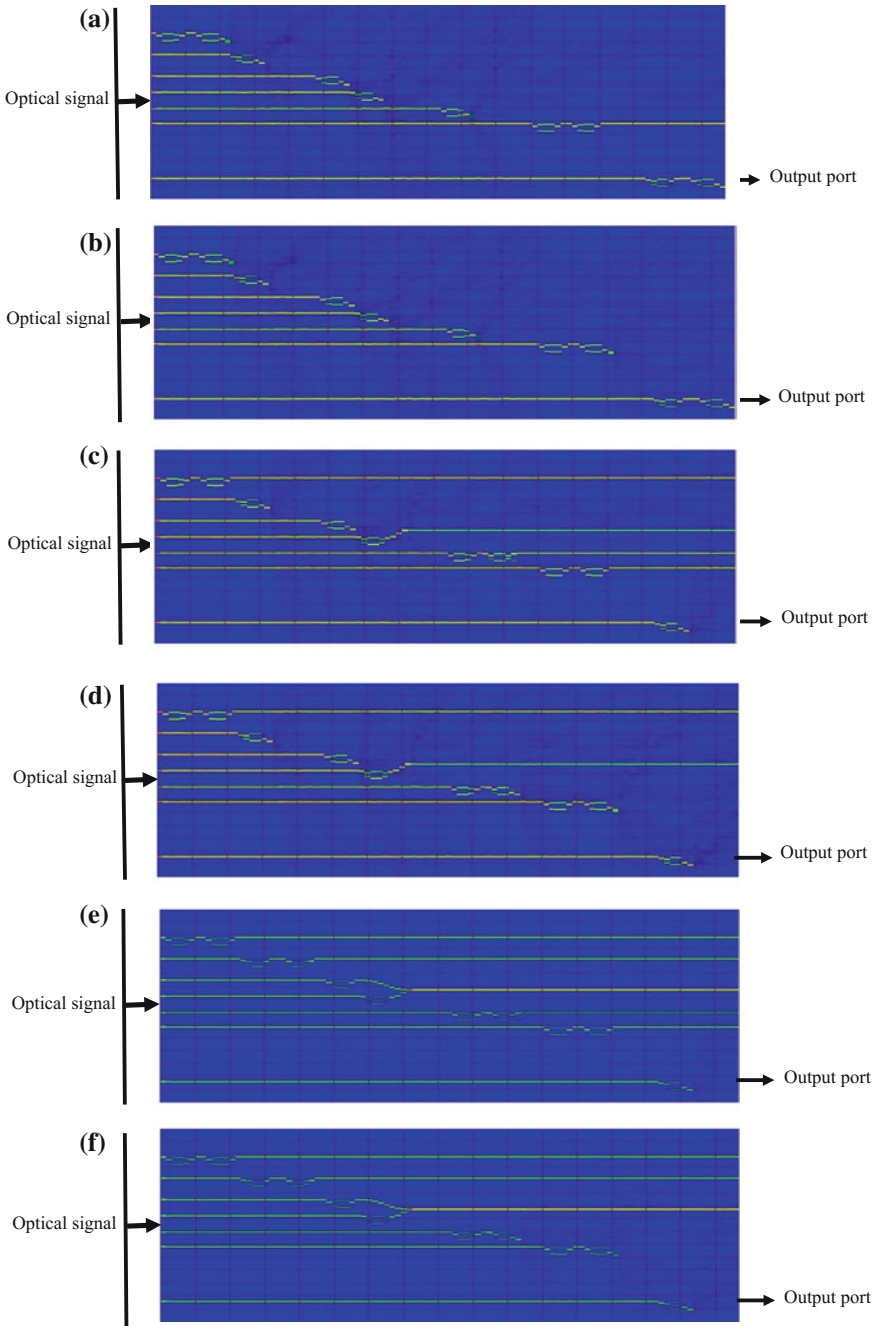 (a)
Optical signal
Output port
(b)
Optical signal
Output port
(c)
Optical signal
Output port
(d)
Optical signal
Output port
(e)
Optical signal
Output port
(f)
Optical signal
Output port